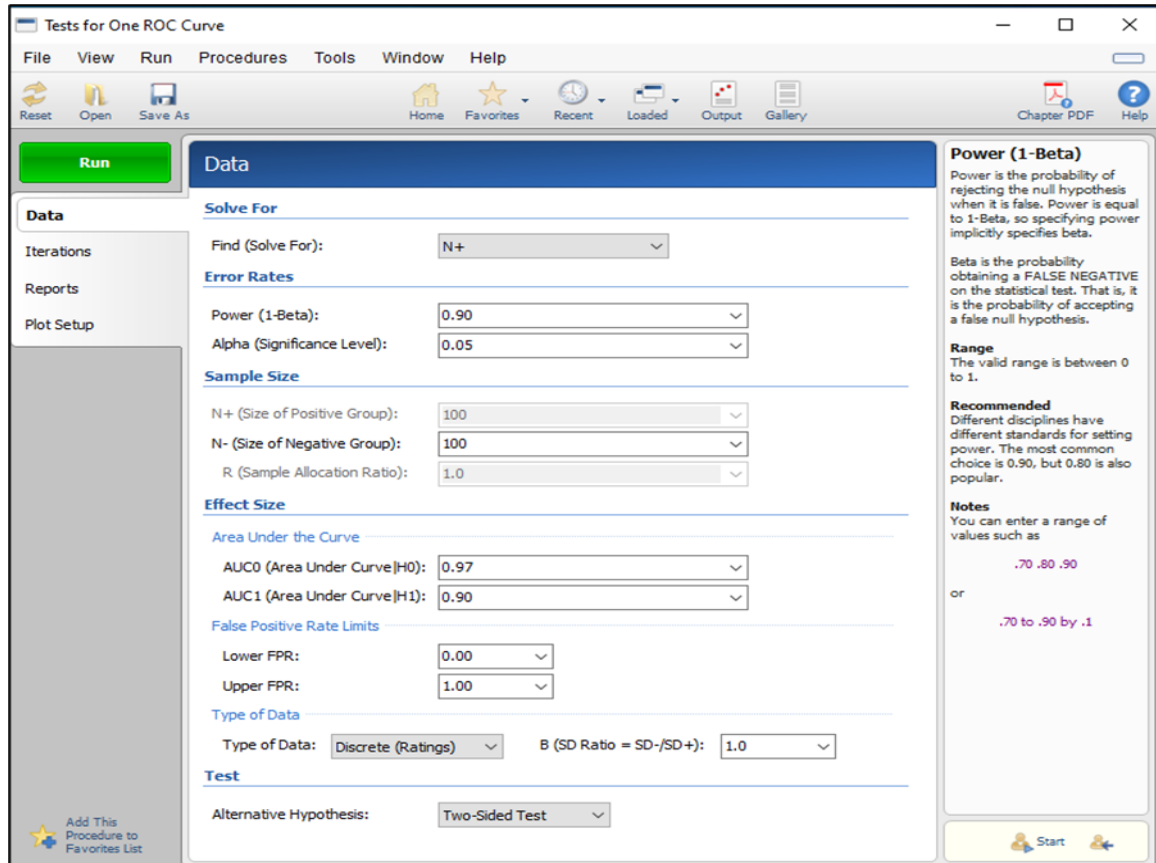 Tests for One ROC Curve
File View Run Procedures Tools Window Help
Reset Open Save As Home Favorites Recent Loaded Output Gallery Chapter PDF Help
Run
Data
Iterations
Reports
Plot Setup
Add This
Procedure to
Favorites List
Data
Solve For
Find (Solve For): N+
Error Rates
Power (1-Beta): 0.90
Alpha (Significance Level): 0.05
Sample Size
N+ (Size of Positive Group): 100
N- (Size of Negative Group): 100
R (Sample Allocation Ratio): 1.0
Effect Size
Area Under the Curve
AUC0 (Area Under Curve|H0): 0.97
AUC1 (Area Under Curve|H1): 0.90
False Positive Rate Limits
Lower FPR: 0.00
Upper FPR: 1.00
Type of Data
Type of Data: Discrete (Ratings) B (SD Ratio = SD-/SD+): 1.0
Test
Alternative Hypothesis: Two-Sided Test
Power (1-Beta)
Power is the probability of
rejecting the null hypothesis
when it is false. Power is equal
to 1-Beta, so specifying power
implicitly specifies beta.
Beta is the probability
obtaining a FALSE NEGATIVE
on the statistical test. That is, it
is the probability of accepting
a false null hypothesis.
Range
The valid range is between 0
to 1.
Recommended
Different disciplines have
different standards for setting
power. The most common
choice is 0.90, but 0.80 is also
popular.
Notes
You can enter a range of
values such as
.70 .80 .90
or
.70 to .90 by .1
Start